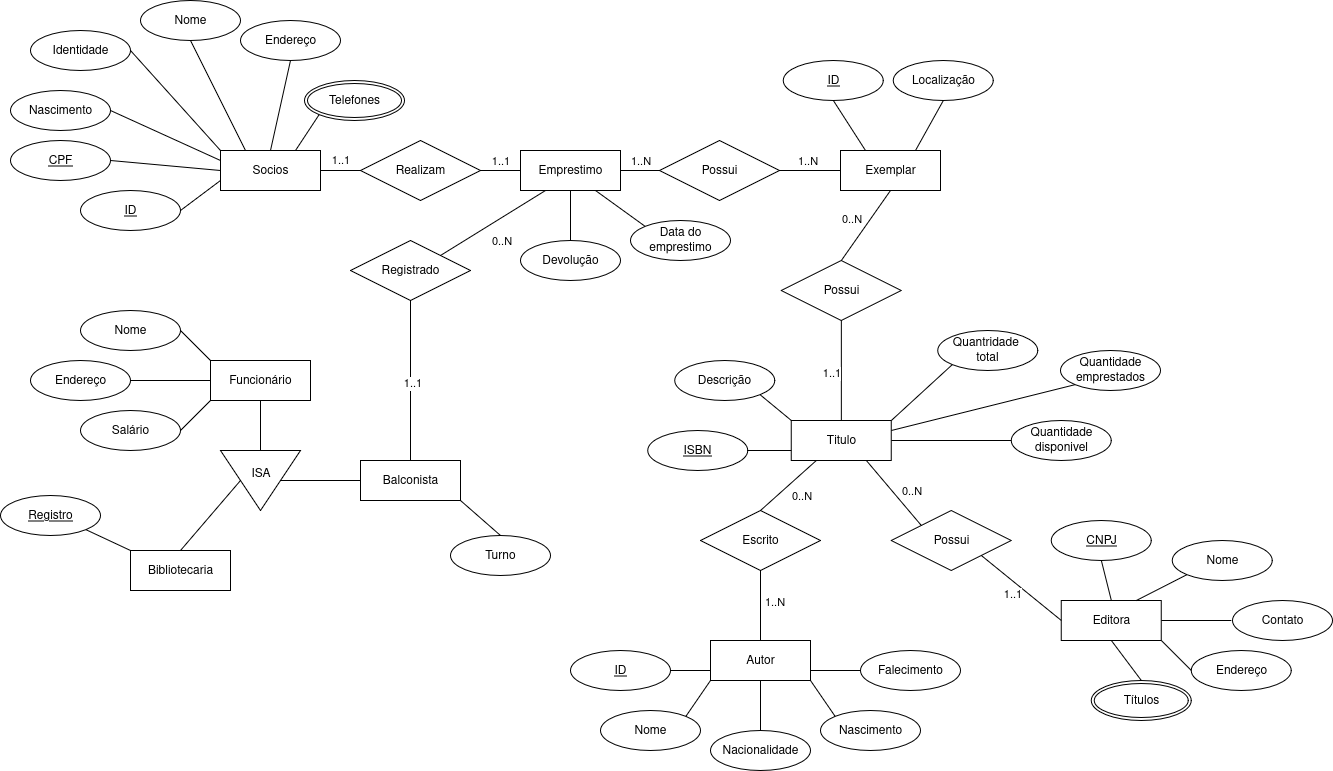 Nome
Identidade
Endereço
Telefones
Nascimento
CPF
ID
Socios
1..1
Realizam
1..1
Emprestimo
1..N
Possui
1..N
Exemplar
ID
Localização
0..N
Data do
emprestimo
Devolução
Registrado
0..N
Possui
1..1
1..1
Nome
Endereço
Funcionário
Salário
ISA
Balconista
Turno
Registro
Bibliotecaria
Quantridade
total
Quantidade
emprestados
Descrição
Titulo
Quantidade
disponivel
ISBN
0..N
0..N
Escrito
Possui
1..N
1..1
CNPJ
Nome
Editora
Contato
Endereço
Títulos
Autor
ID
Falecimento
Nome
Nacionalidade
Nascimento